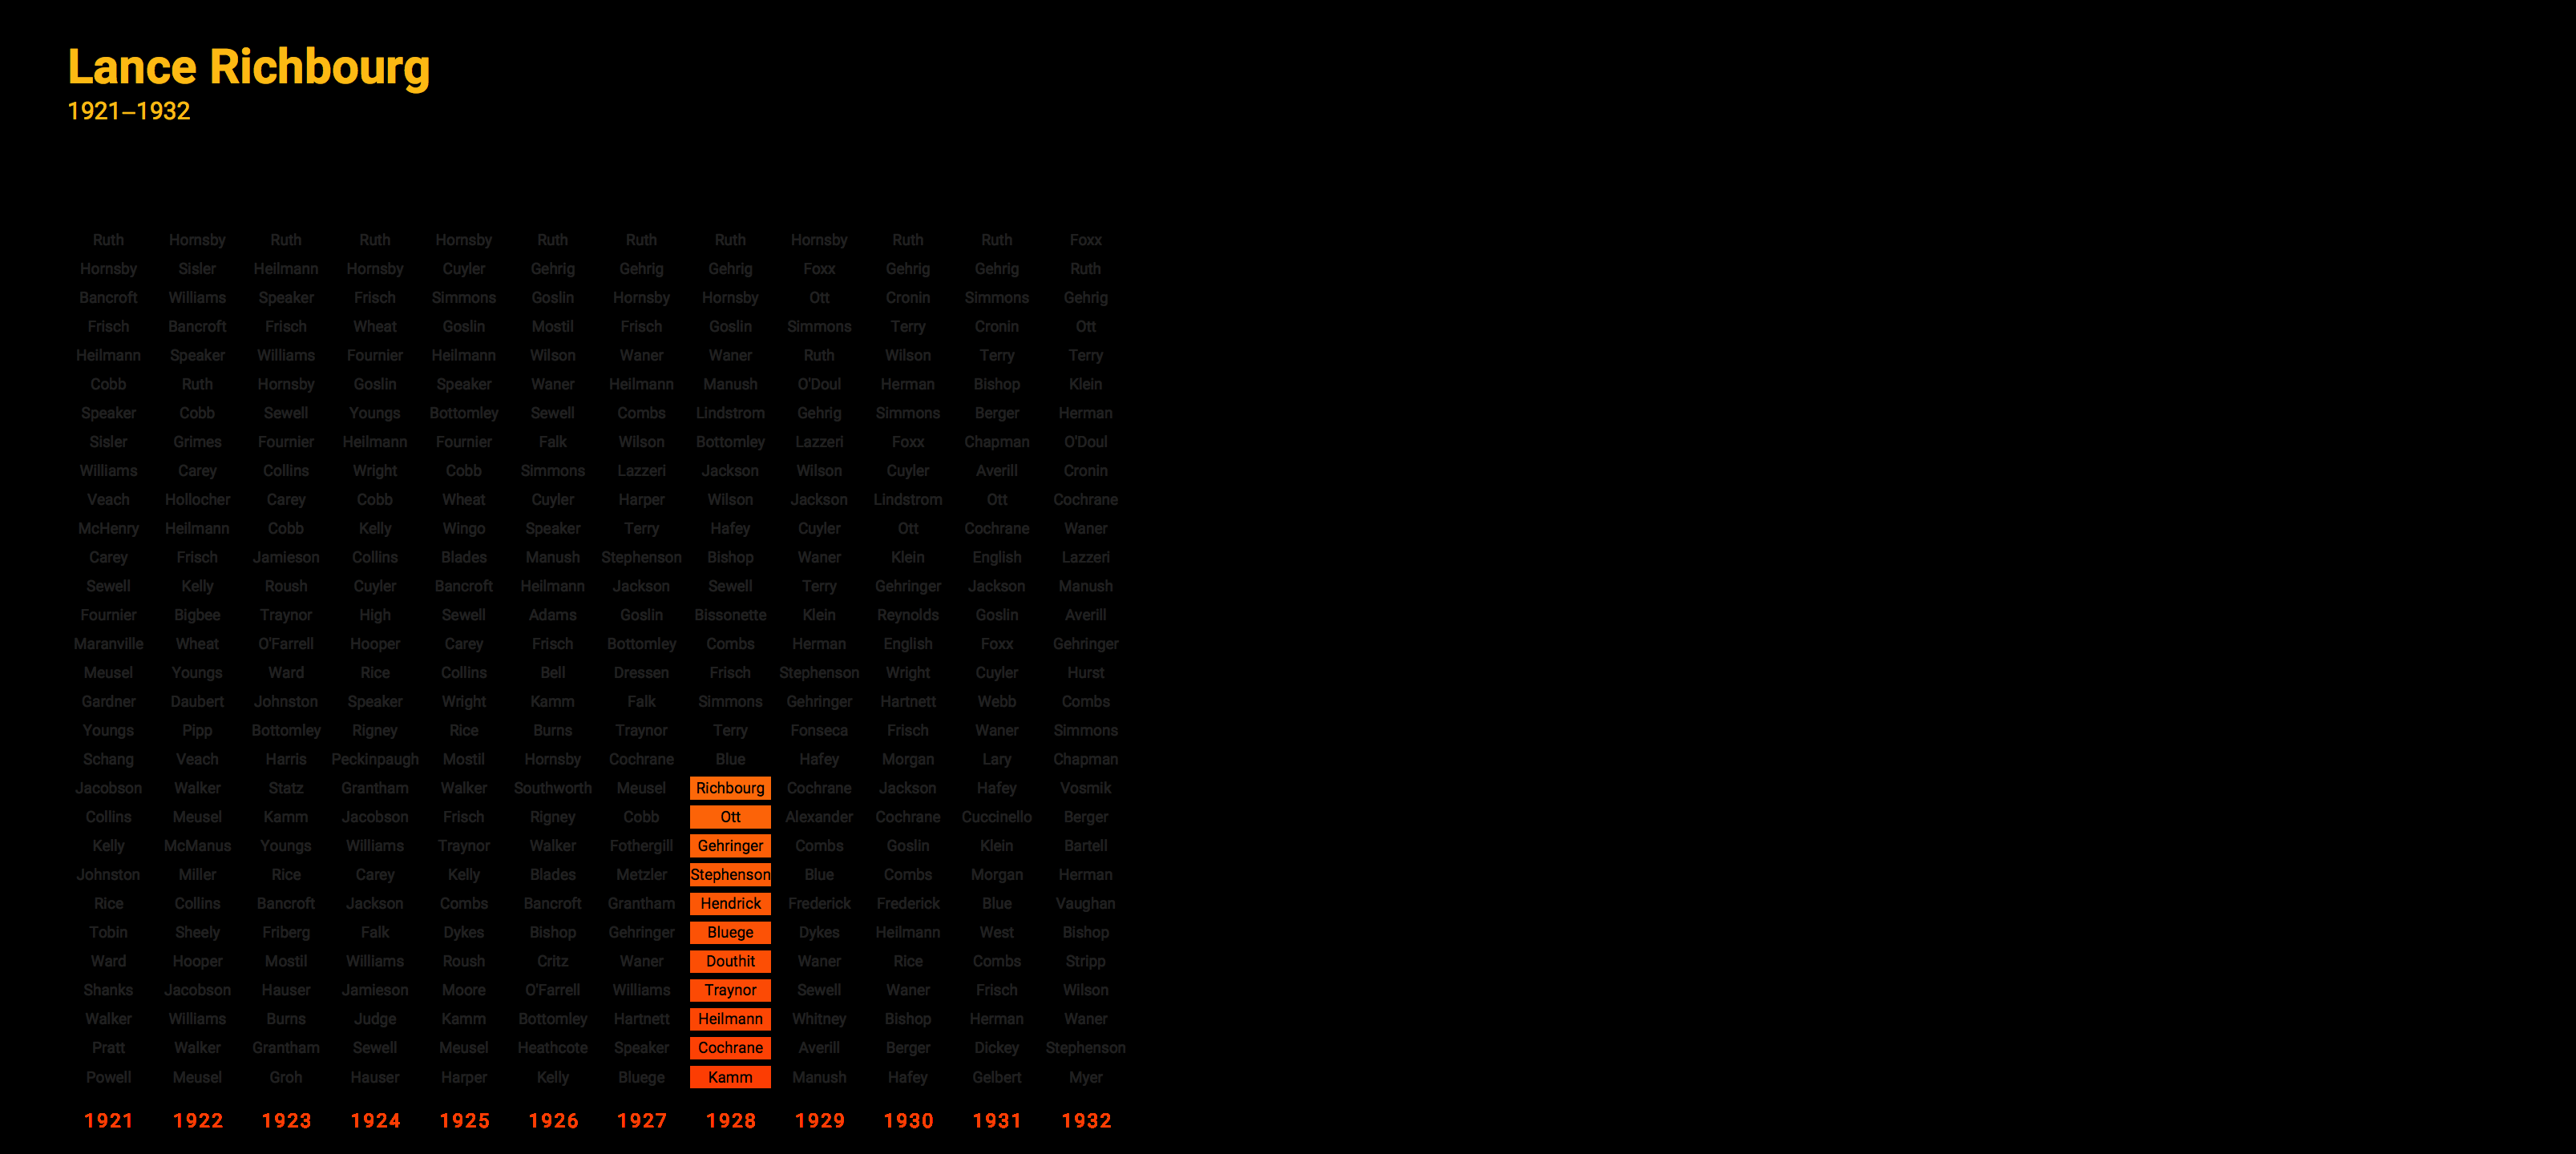 Lance Richbourg
1921–1932
Ruth Hornsby Ruth Ruth Hornsby Ruth Ruth Ruth Hornsby Ruth Ruth Foxx
Hornsby Sisler Heilmann Hornsby Cuyler Gehrig Gehrig Gehrig Foxx Gehrig Gehrig Ruth
Bancroft Williams Speaker Frisch Simmons Goslin Hornsby Hornsby Ott Cronin Simmons Gehrig
Frisch Bancroft Frisch Wheat Goslin Mostil Frisch Goslin Simmons Terry Cronin Ott
Heilmann Speaker Williams Fournier Heilmann Wilson Waner Waner Ruth Wilson Terry Terry
Cobb Ruth Hornsby Goslin Speaker Waner Heilmann Manush O'Doul Herman Bishop Klein
Speaker Cobb Sewell Youngs Bottomley Sewell Combs Lindstrom Gehrig Simmons Berger Herman
Sisler Grimes Fournier Heilmann Fournier Falk Wilson Bottomley Lazzeri Foxx Chapman O'Doul
Williams Carey Collins Wright Cobb Simmons Lazzeri Jackson Wilson Cuyler Averill Cronin
Veach Hollocher Carey Cobb Wheat Cuyler Harper Wilson Jackson Lindstrom Ott Cochrane
McHenry Heilmann Cobb Kelly Wingo Speaker Terry Hafey Cuyler Ott Cochrane Waner
Carey Frisch Jamieson Collins Blades Manush Stephenson Bishop Waner Klein English Lazzeri
Sewell Kelly Roush Cuyler Bancroft Heilmann Jackson Sewell Terry Gehringer Jackson Manush
Fournier Bigbee Traynor High Sewell Adams Goslin Bissonette Klein Reynolds Goslin Averill
Maranville Wheat O'Farrell Hooper Carey Frisch Bottomley Combs Herman English Foxx Gehringer
Meusel Youngs Ward Rice Collins Bell Dressen Frisch Stephenson Wright Cuyler Hurst
Gardner Daubert Johnston Speaker Wright Kamm Falk Simmons Gehringer Hartnett Webb Combs
Youngs Pipp Bottomley Rigney Rice Burns Traynor Terry Fonseca Frisch Waner Simmons
Schang Veach Harris Peckinpaugh Mostil Hornsby Cochrane Blue Hafey Morgan Lary Chapman
Jacobson Walker Statz Grantham Walker Southworth Meusel Richbourg Cochrane Jackson Hafey Vosmik
Collins Meusel Kamm Jacobson Frisch Rigney Cobb Ott Alexander Cochrane Cuccinello Berger
Kelly McManus Youngs Williams Traynor Walker Fothergill Gehringer Combs Goslin Klein Bartell
Johnston Miller Rice Carey Kelly Blades Metzler Stephenson Blue Combs Morgan Herman
Rice Collins Bancroft Jackson Combs Bancroft Grantham Hendrick Frederick Frederick Blue Vaughan
Tobin Sheely Friberg Falk Dykes Bishop Gehringer Bluege Dykes Heilmann West Bishop
Ward Hooper Mostil Williams Roush Critz Waner Douthit Waner Rice Combs Stripp
Shanks Jacobson Hauser Jamieson Moore O'Farrell Williams Traynor Sewell Waner Frisch Wilson
Walker Williams Burns Judge Kamm Bottomley Hartnett Heilmann Whitney Bishop Herman Waner
Pratt Walker Grantham Sewell Meusel Heathcote Speaker Cochrane Averill Berger Dickey Stephenson
Powell Meusel Groh Hauser Harper Kelly Bluege Kamm Manush Hafey Gelbert Myer
1921 1922 1923 1924 1925 1926 1927 1928 1929 1930 1931 1932